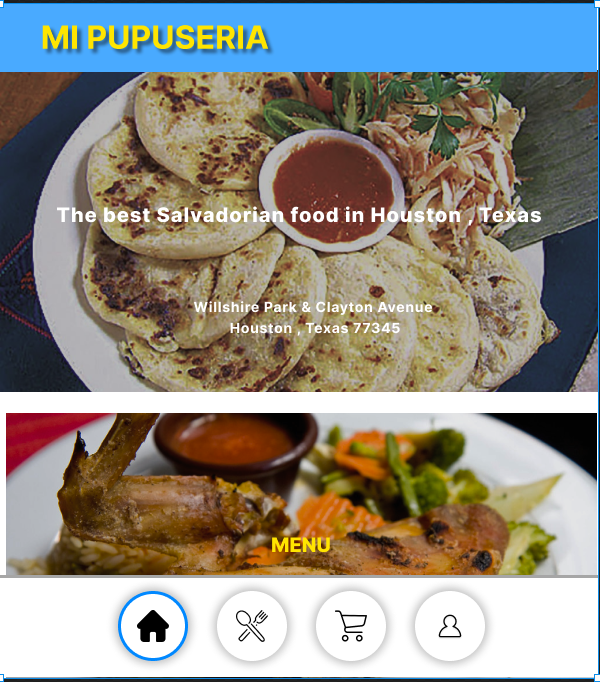 MI PUPUSERIA
The best Salvadorian food in Houston , Texas
Willshire Park & Clayton Avenue
Houston , Texas 77345
MENU